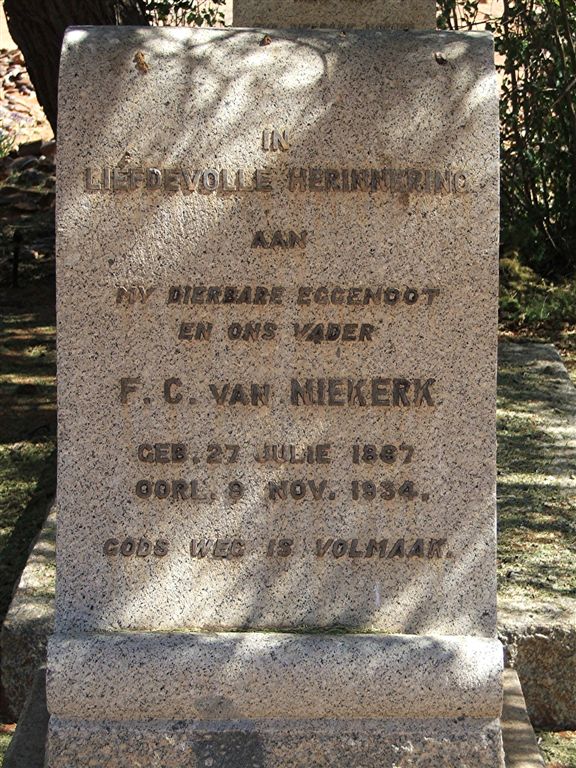 IN
LIEFDEVOLLE HERINNERING
AAN
MY DIERBARE EGGENOOT
EN ONS VADER
F. C. VAN NIEKERK
GEB. 27 JULIE 1887
OORL. 9 NOV. 1934.
GODS WEG IS VOLMAAK.